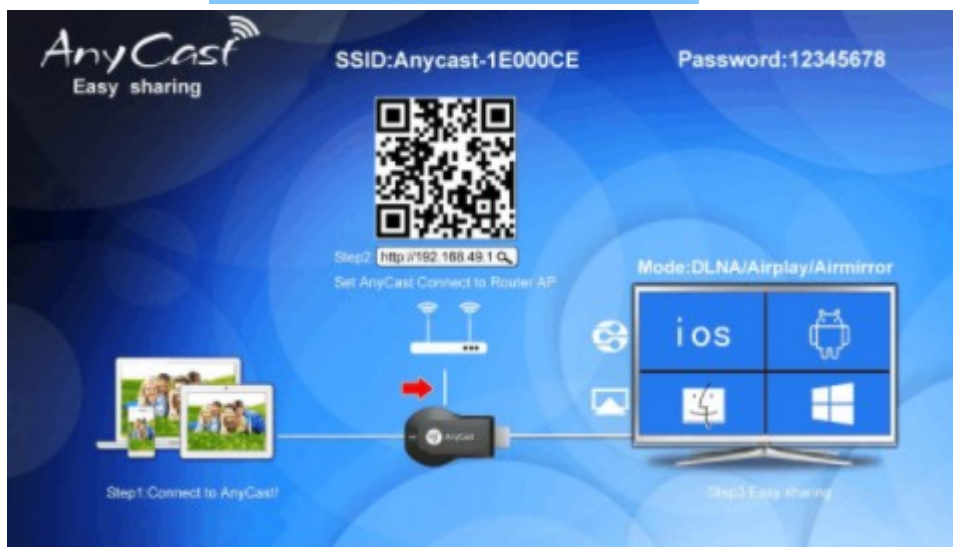 AnyCast
Easy sharing
SSID:Anycast-1E000CE
Password:12345678
Step2 http://192.168.49.1
Set AnyCast Connect to Router AP
Mode:DLNA/Airplay/Airmirror
ios
AnyCast
Step1:Connect to AnyCast!
Step3:Easy sharing